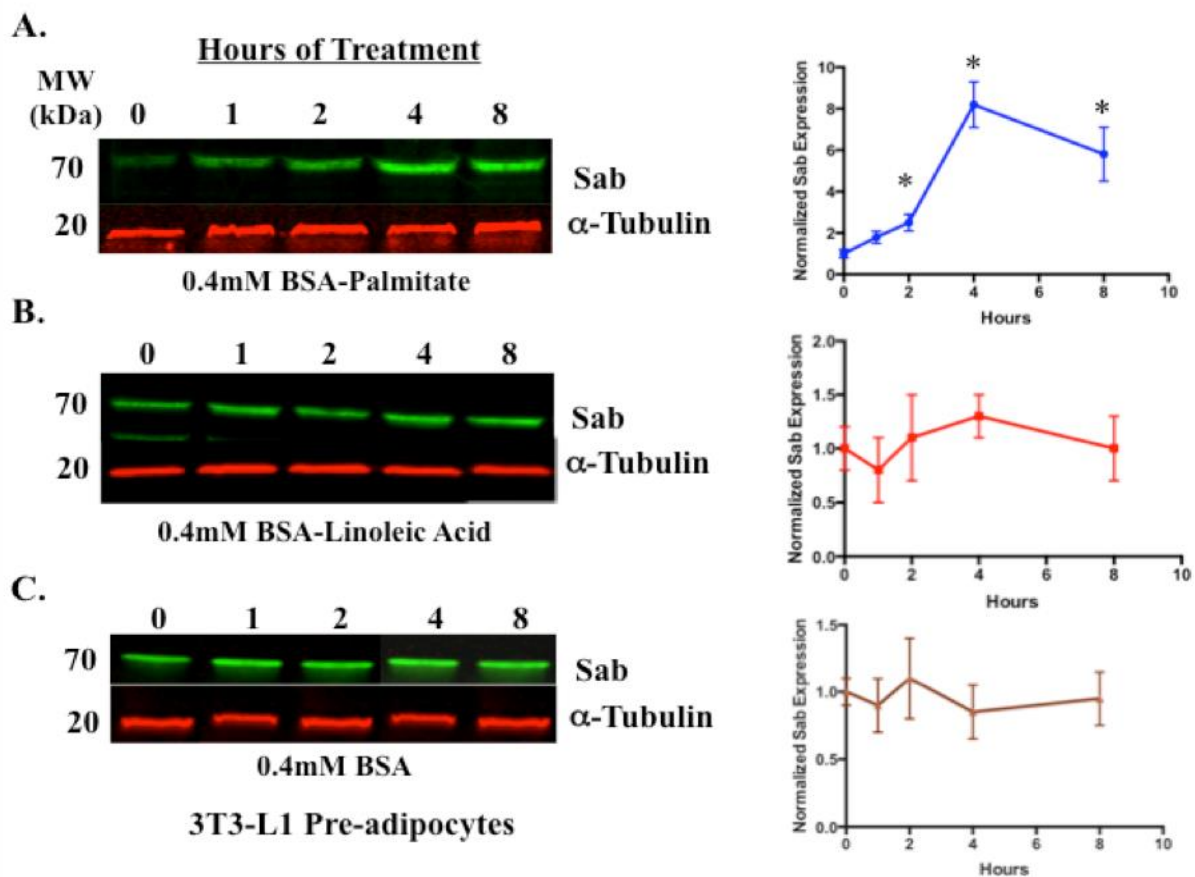 A.
Hours of Treatment
MW
(kDa)
0 1 2 4 8
70
Sab
20
α-Tubulin
0.4mM BSA-Palmitate
Normalized Sab Expression
10
8
6
4
2
0
* * *
0 2 4 6 8 10
Hours
B.
0 1 2 4 8
70
Sab
20
α-Tubulin
0.4mM BSA-Linoleic Acid
Normalized Sab Expression
2.0
1.5
1.0
0.5
0.0
0 2 4 6 8 10
Hours
C.
0 1 2 4 8
70
Sab
20
α-Tubulin
0.4mM BSA
3T3-L1 Pre-adipocytes
Normalized Sab Expression
1.5
1.0
0.5
0.0
0 2 4 6 8 10
Hours